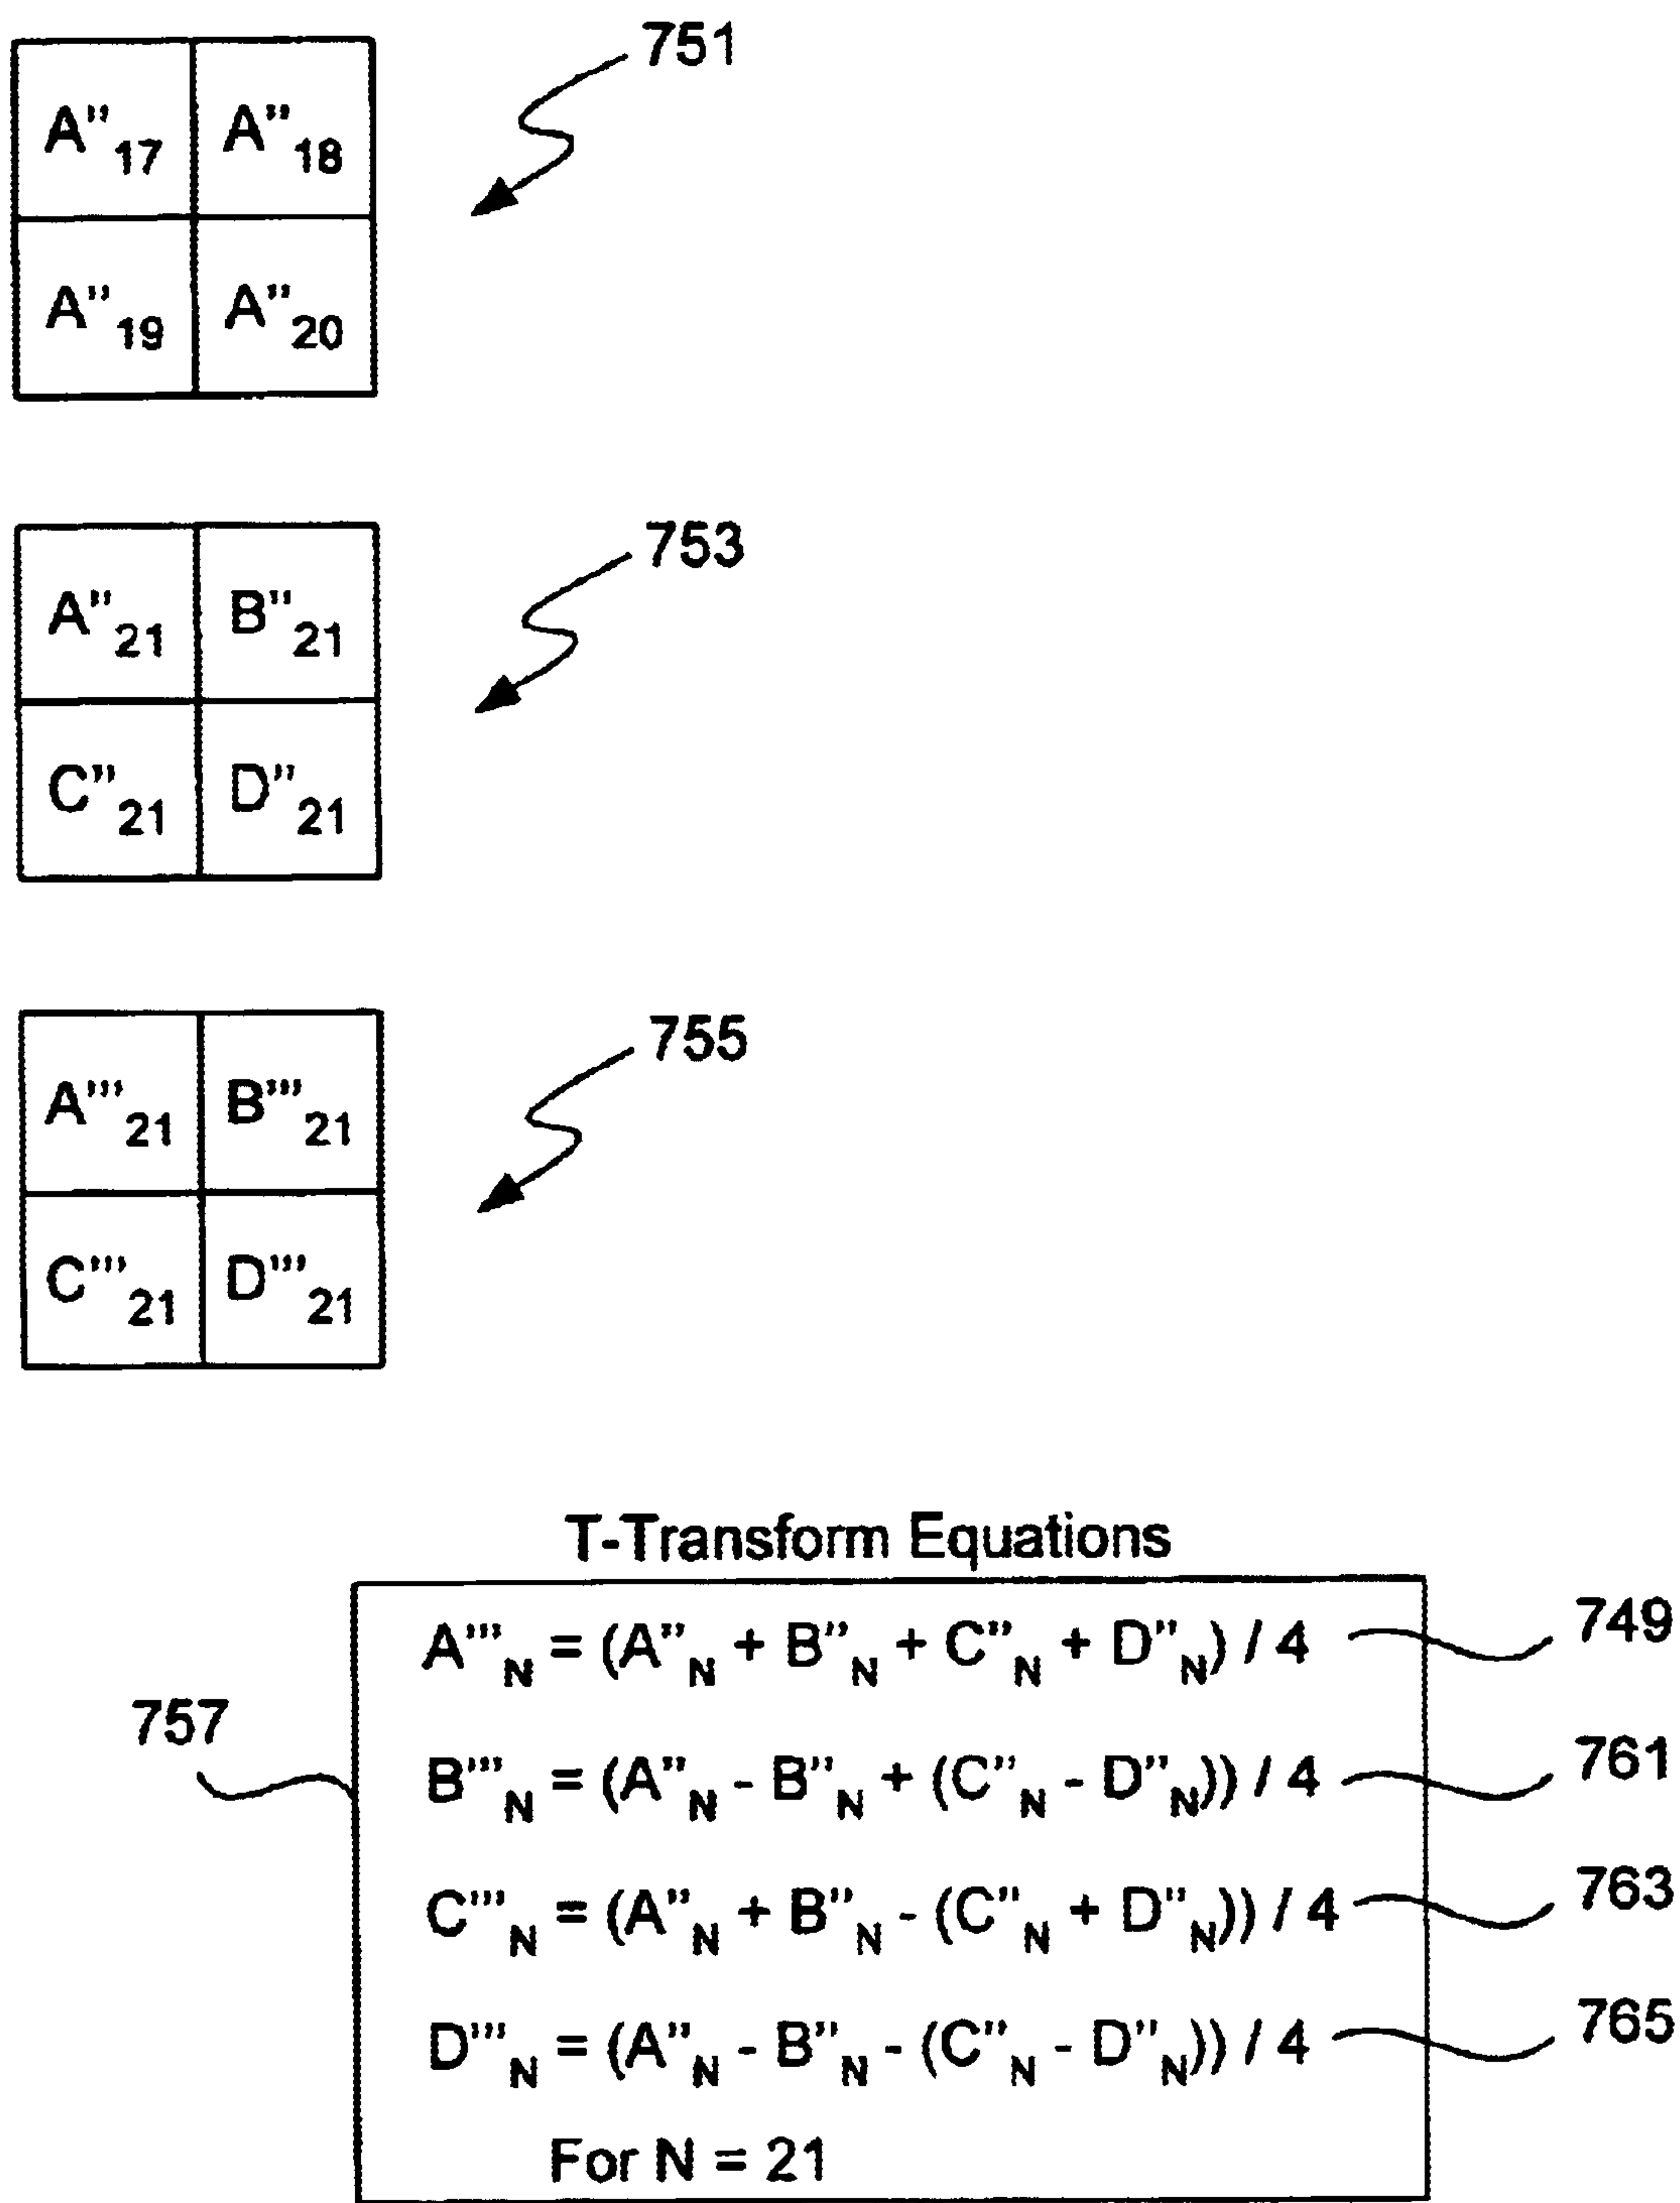 751
A"17 A"18
A"19 A"20
753
A"21 B"21
C"21 D"21
755
A'"21 B'"21
C'"21 D'"21
T-Transform Equations
A'"N = (A"N + B"N + C"N + D"N) / 4 749
757
B'"N = (A"N - B"N + (C"N - D"N)) / 4 761
C'"N = (A"N + B"N - (C"N + D"N)) / 4 763
D'"N = (A"N - B"N - (C"N - D"N)) / 4 765
For N = 21